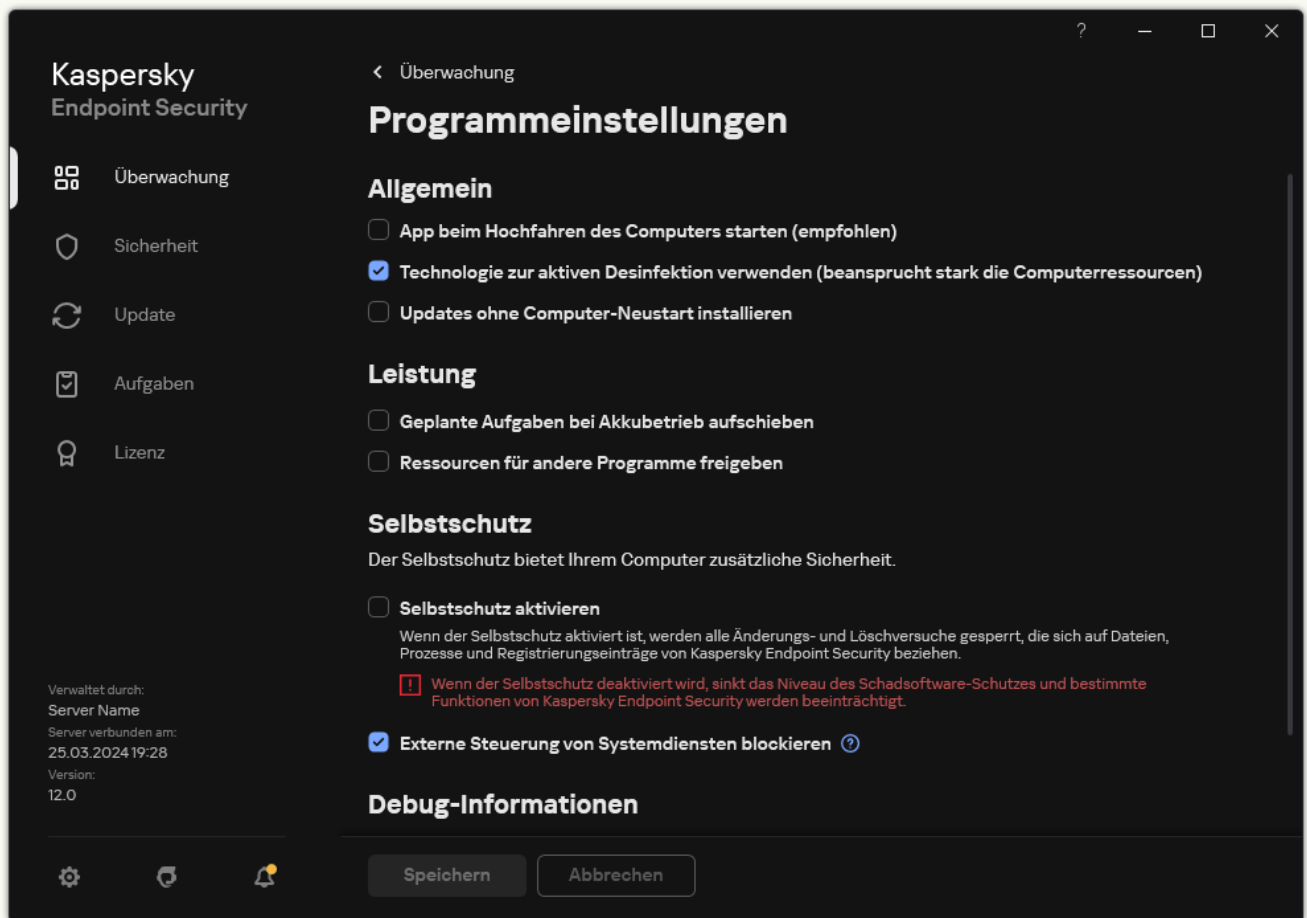 ?
Kaspersky
Endpoint Security
Überwachung
Sicherheit
Update
Aufgaben
Lizenz
Verwaltet durch:
Server Name
Server verbunden am:
25.03.2024 19:28
Version:
12.0
Überwachung
Programmeinstellungen
Allgemein
App beim Hochfahren des Computers starten (empfohlen)
Technologie zur aktiven Desinfektion verwenden (beansprucht stark die Computerressourcen)
Updates ohne Computer-Neustart installieren
Leistung
Geplante Aufgaben bei Akkubetrieb aufschieben
Ressourcen für andere Programme freigeben
Selbstschutz
Der Selbstschutz bietet Ihrem Computer zusätzliche Sicherheit.
Selbstschutz aktivieren
Wenn der Selbstschutz aktiviert ist, werden alle Änderungs- und Löschversuche gesperrt, die sich auf Dateien,
Prozesse und Registrierungseinträge von Kaspersky Endpoint Security beziehen.
! Wenn der Selbstschutz deaktiviert wird, sinkt das Niveau des Schadsoftware-Schutzes und bestimmte
Funktionen von Kaspersky Endpoint Security werden beeinträchtigt.
Externe Steuerung von Systemdiensten blockieren ?
Debug-Informationen
Speichern
Abbrechen